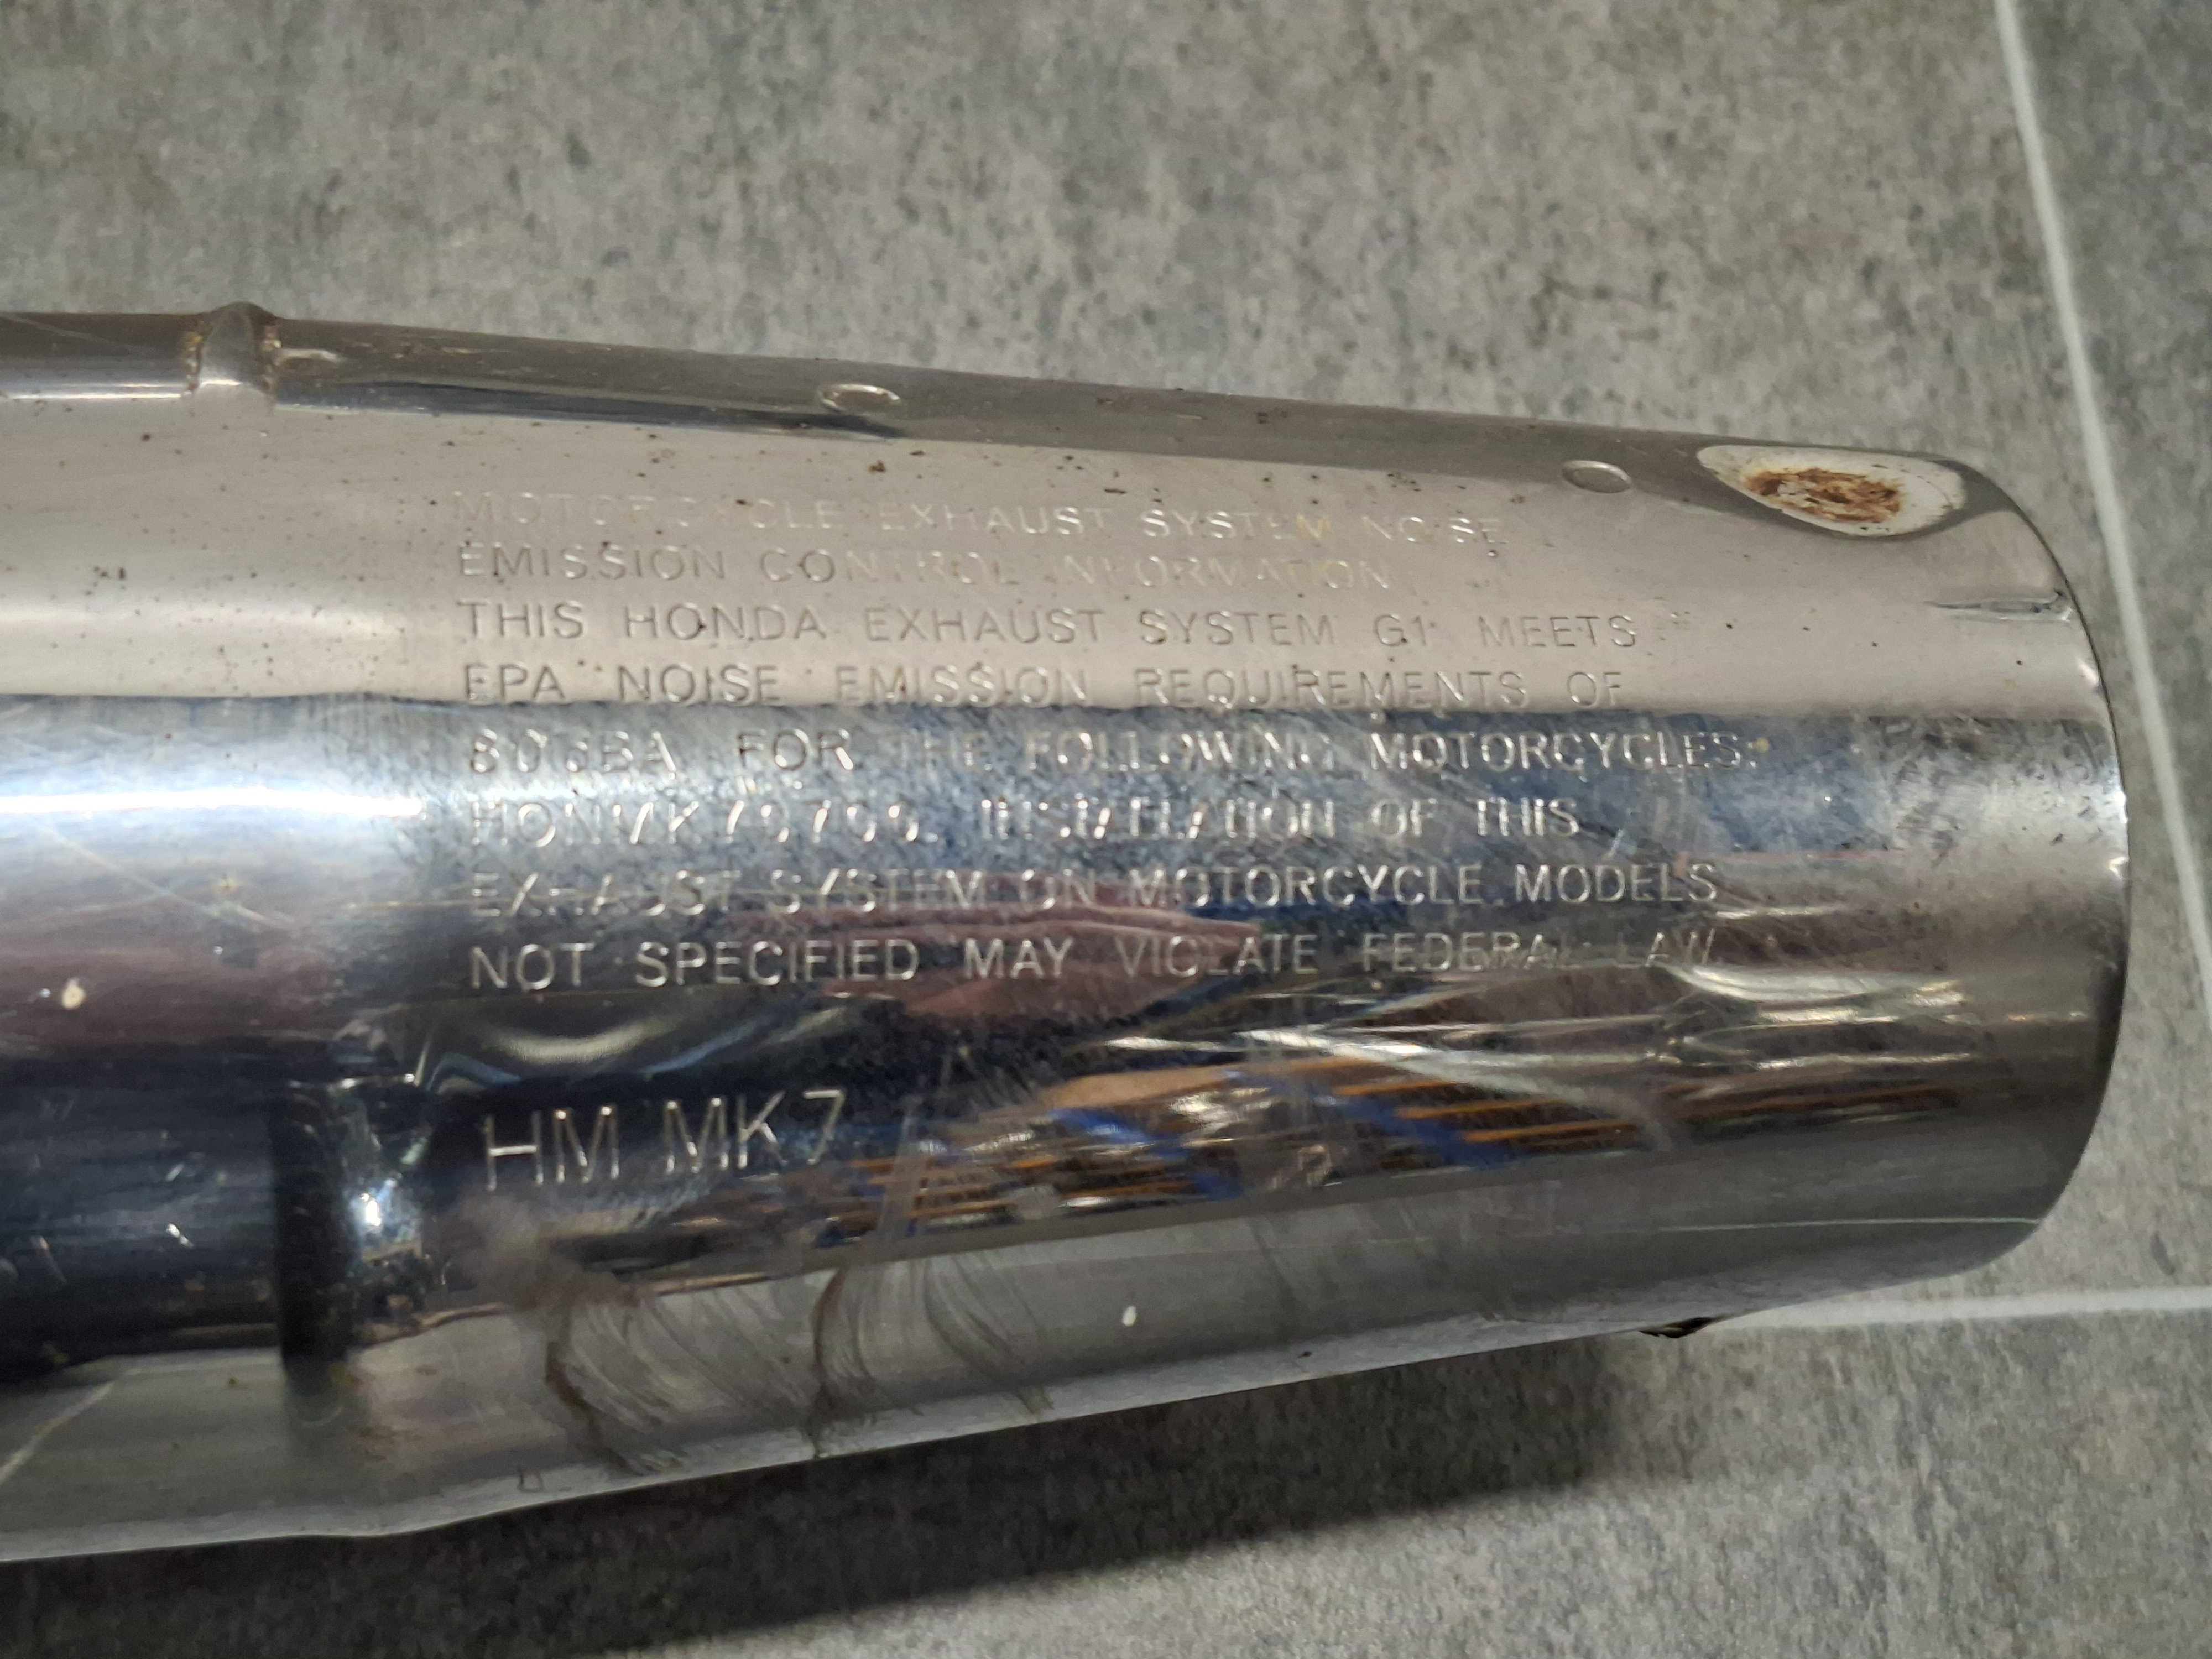 MOTORCYCLE EXHAUST SYSTEM NOISE
EMISSION CONTROL INFORMATION
THIS HONDA EXHAUST SYSTEM G1 MEETS
EPA NOISE EMISSION REQUIREMENTS OF
80dBA FOR THE FOLLOWING MOTORCYCLES:
INSTALLATION OF THIS
EXHAUST SYSTEM ON MOTORCYCLE MODELS
NOT SPECIFIED MAY VIOLATE FEDERAL LAW.
HM MK7